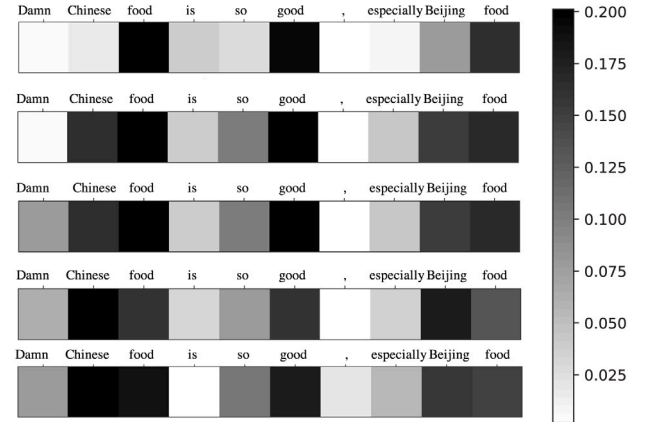 Damn Chinese food is so good , especially Beijing food
Damn Chinese food is so good , especially Beijing food
Damn Chinese food is so good , especially Beijing food
Damn Chinese food is so good , especially Beijing food
Damn Chinese food is so good , especially Beijing food
0.200
0.175
0.150
0.125
0.100
0.075
0.050
0.025